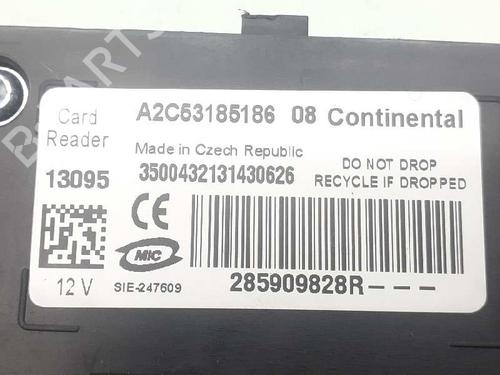 Card Reader
A2C53185186 08 Continental
Made in Czech Republic
13095
3500432131430626
DO NOT DROP
RECYCLE IF DROPPED
CE
MIC
12 V
SIE-247609
285909828R---